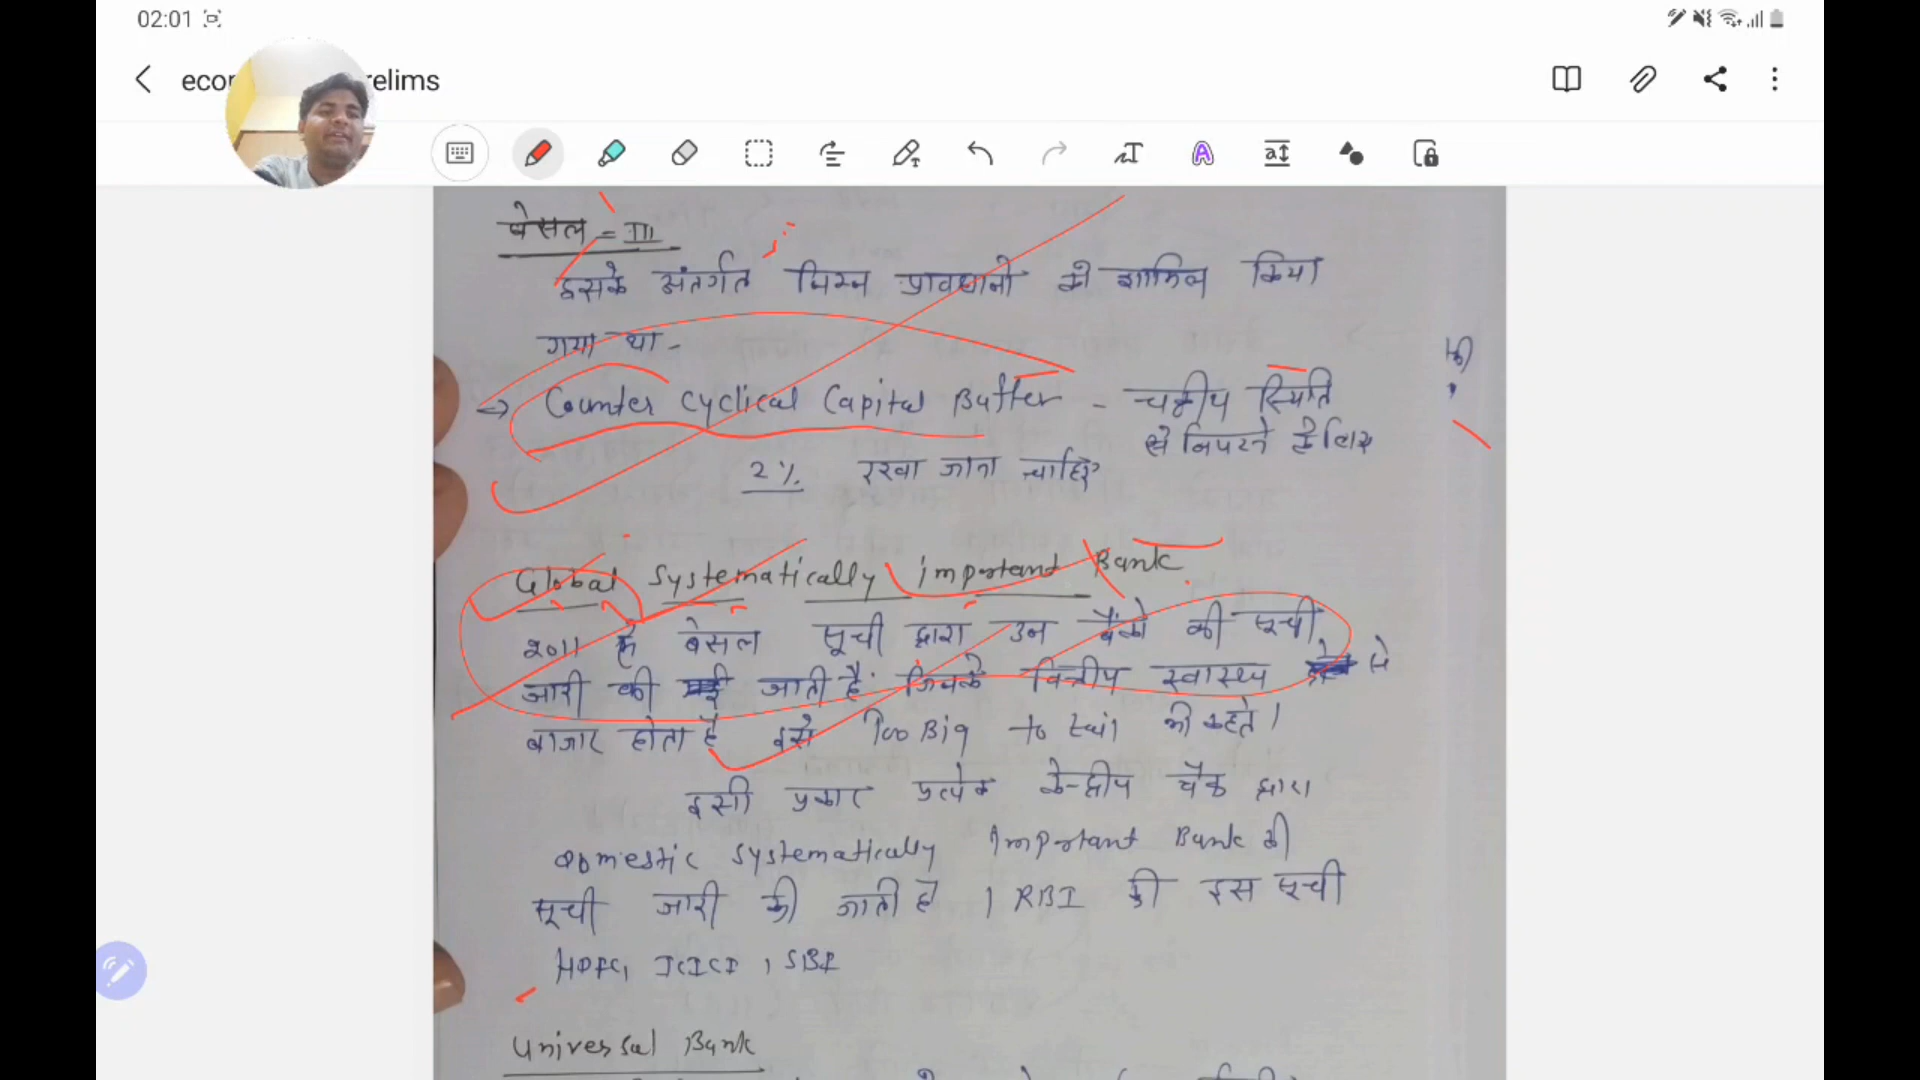 02:01
econ relims
बेसल = III
इसके अंतर्गत निम्न प्रावधानो को शामिल किया
गया था -
की
=> Counter Cyclical Capital Buffer - चक्रीय स्थिति
से निपटने के लिए
2% रखा जाना चाहिए
Global Systematically important Bank
2011 से बेसल सूची द्वारा उन बैंको की सूची
जारी की जाती है जिनके वित्तीय स्वास्थ्य से
बाजार होता है इसे Too Big to भी कहते।
इसी प्रकार प्रत्येक केन्द्रीय बैंक द्वारा
Domestic Systematically Important Bank की
सूची जारी की जाती है। RBI की इस सूची
HDFC, ICICI, SBI
Universal Bank